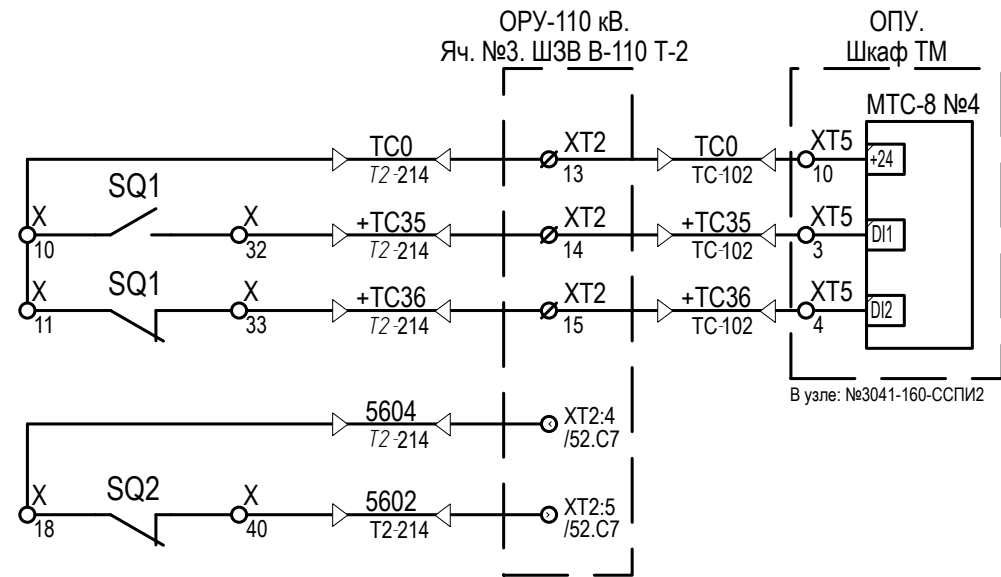 ОРУ-110 кВ.
Яч. №3. ШЗВ В-110 Т-2
ОПУ.
Шкаф ТМ
МТС-8 №4
ТС0
Т2-214
XT2
13
ТС0
ТС-102
XT5
10
+24
X
10
SQ1
X
32
+ТС35
Т2-214
XT2
14
+ТС35
ТС-102
XT5
3
DI1
X
11
SQ1
X
33
+ТС36
Т2-214
XT2
15
+ТС36
ТС-102
XT5
4
DI2
В узле: №3041-160-ССПИ2
5604
Т2-214
XT2:4
/52.C7
X
18
SQ2
X
40
5602
Т2-214
XT2:5
/52.C7